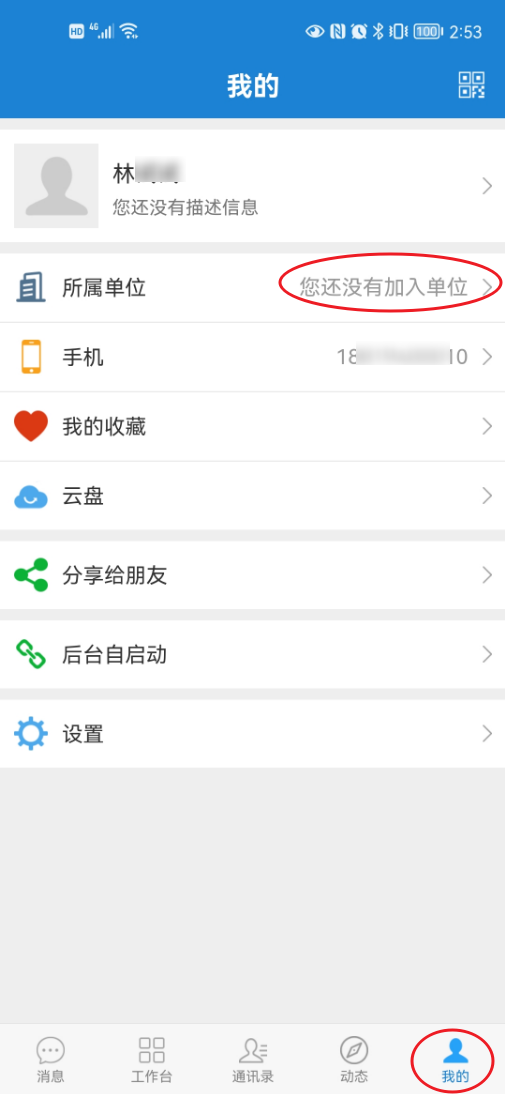 HD 4G 100 2:53
我的
林
您还没有描述信息
所属单位 您还没有加入单位
手机 18 10
我的收藏
云盘
分享给朋友
后台自启动
设置
消息 工作台 通讯录 动态 我的